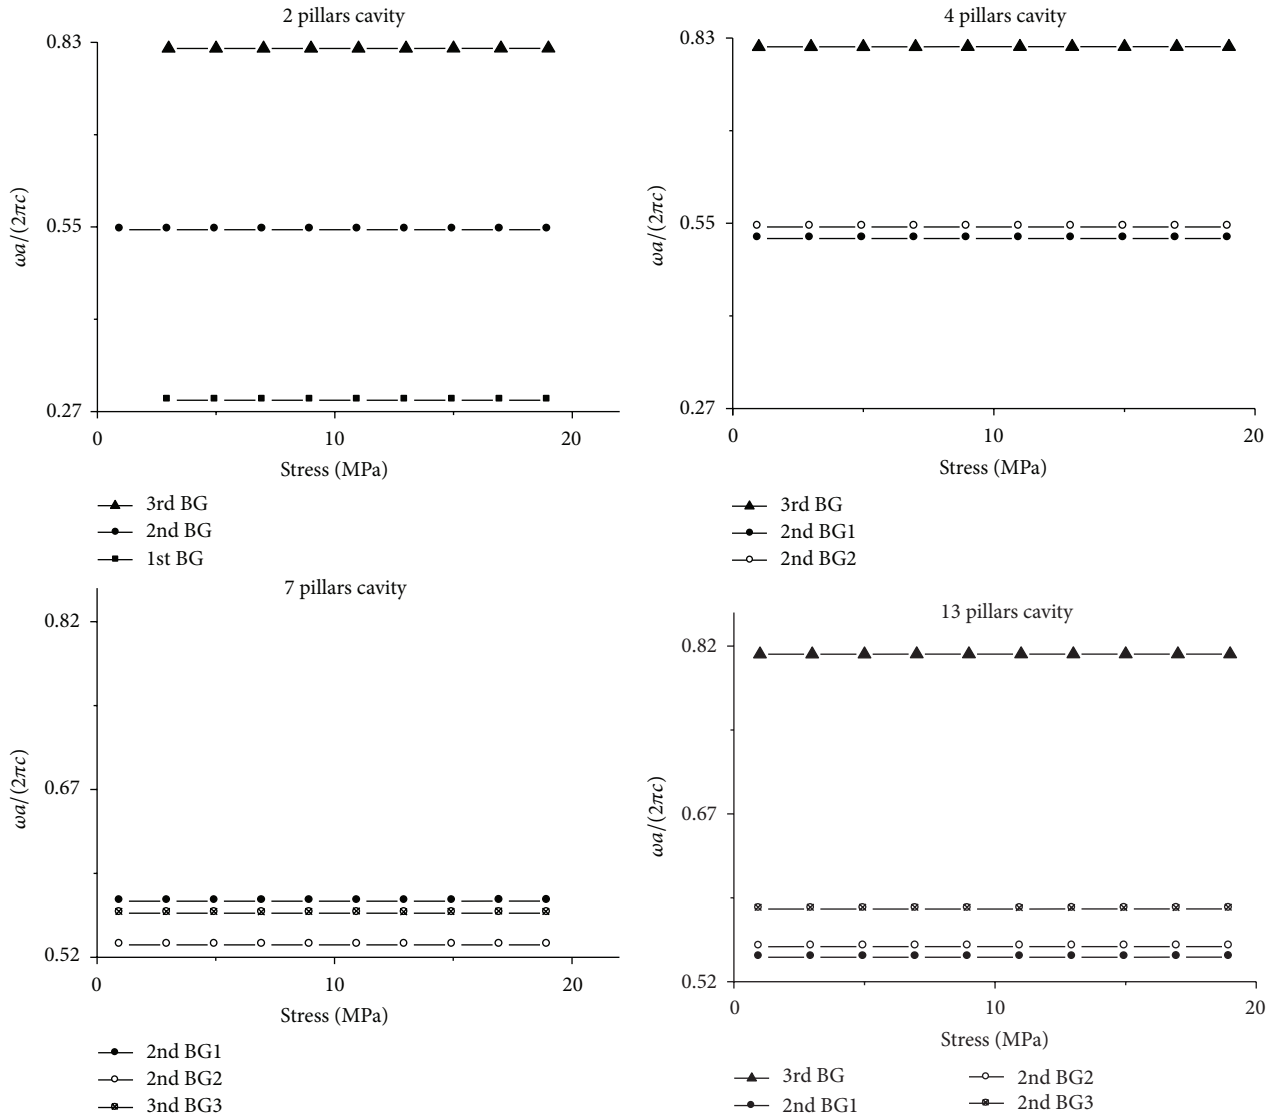 2 pillars cavity
0.83
0.55
0.27
ωa/(2πc)
0
10
20
Stress (MPa)
3rd BG
2nd BG
1st BG
4 pillars cavity
0.83
0.55
0.27
ωa/(2πc)
0
10
20
Stress (MPa)
3rd BG
2nd BG1
2nd BG2
7 pillars cavity
0.82
0.67
0.52
ωa/(2πc)
0
10
20
Stress (MPa)
2nd BG1
2nd BG2
3nd BG3
13 pillars cavity
0.82
0.67
0.52
ωa/(2πc)
0
10
20
Stress (MPa)
3rd BG
2nd BG1
2nd BG2
2nd BG3